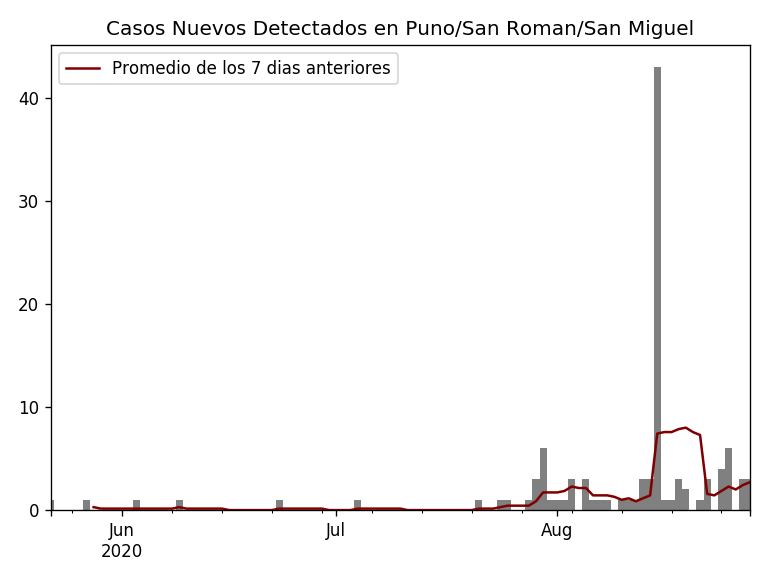 Casos Nuevos Detectados en Puno/San Roman/San Miguel
Promedio de los 7 dias anteriores
40
30
20
10
0
Jun
2020
Jul
Aug